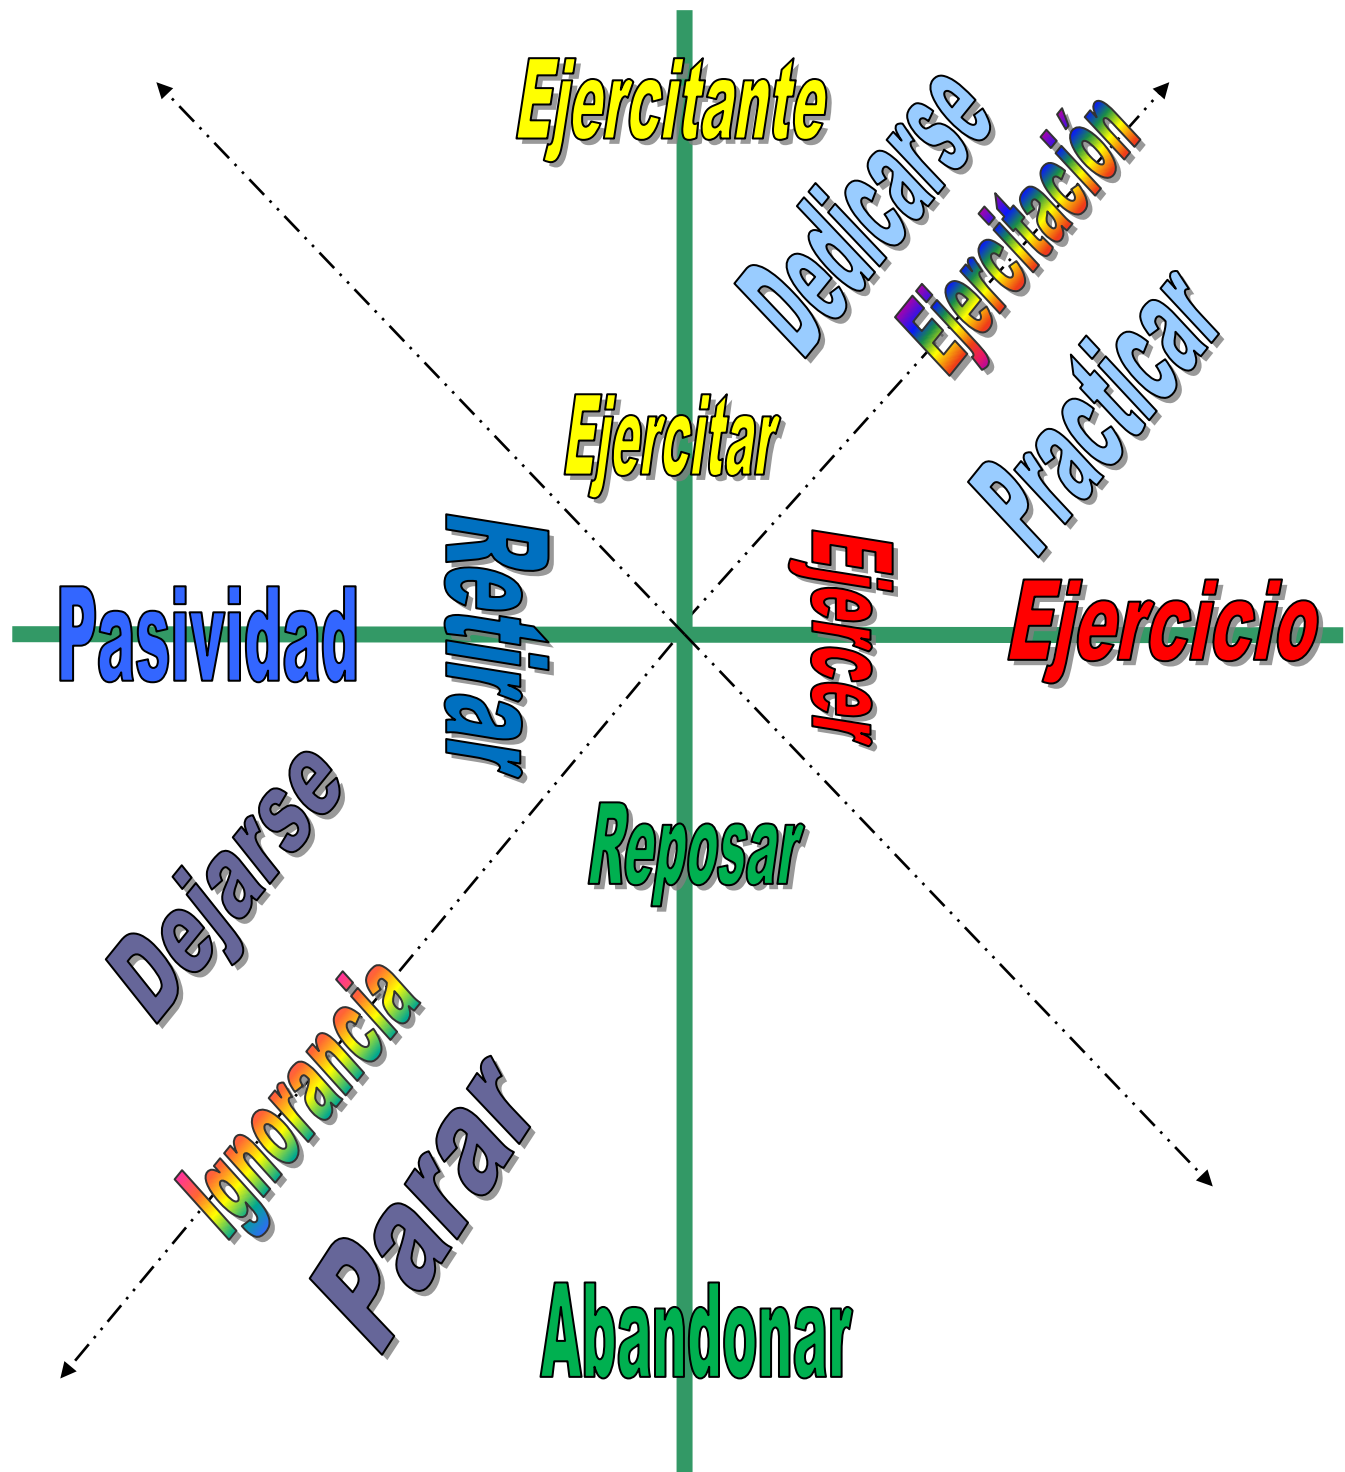 Ejercitante
Dedicarse
Ejercitación
Practicar
Ejercitar
Retirar
Ejercer
Pasividad
Ejercicio
Dejarse
Reposar
Ignorancia
Parar
Abandonar